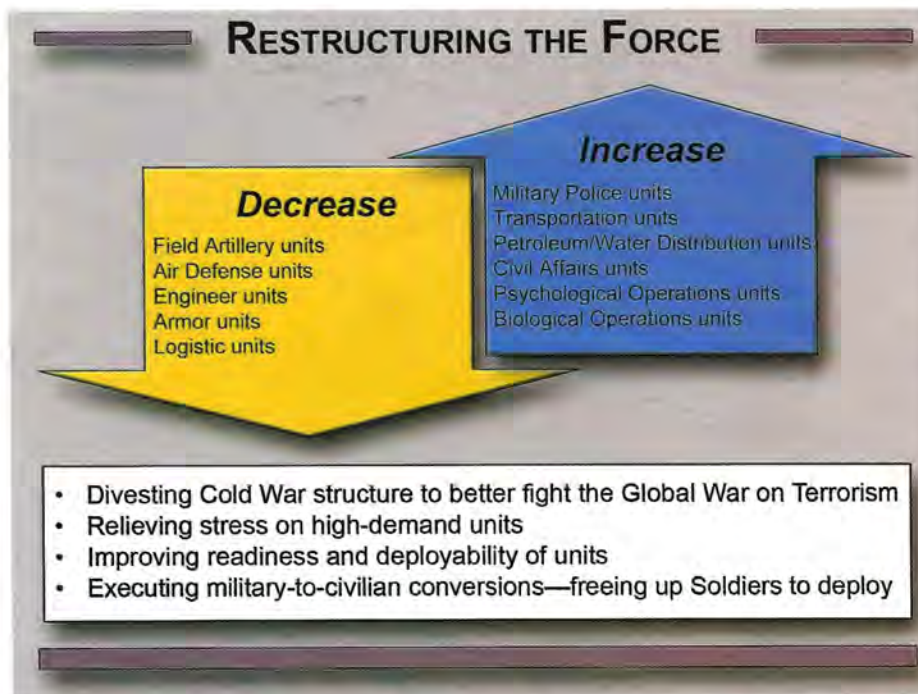 RESTRUCTURING THE FORCE
Decrease
Field Artillery units
Air Defense units
Engineer units
Armor units
Logistic units
Increase
Military Police units
Transportation units
Petroleum/Water Distribution units
Civil Affairs units
Psychological Operations units
Biological Operations units
• Divesting Cold War structure to better fight the Global War on Terrorism
• Relieving stress on high-demand units
• Improving readiness and deployability of units
• Executing military-to-civilian conversions—freeing up Soldiers to deploy